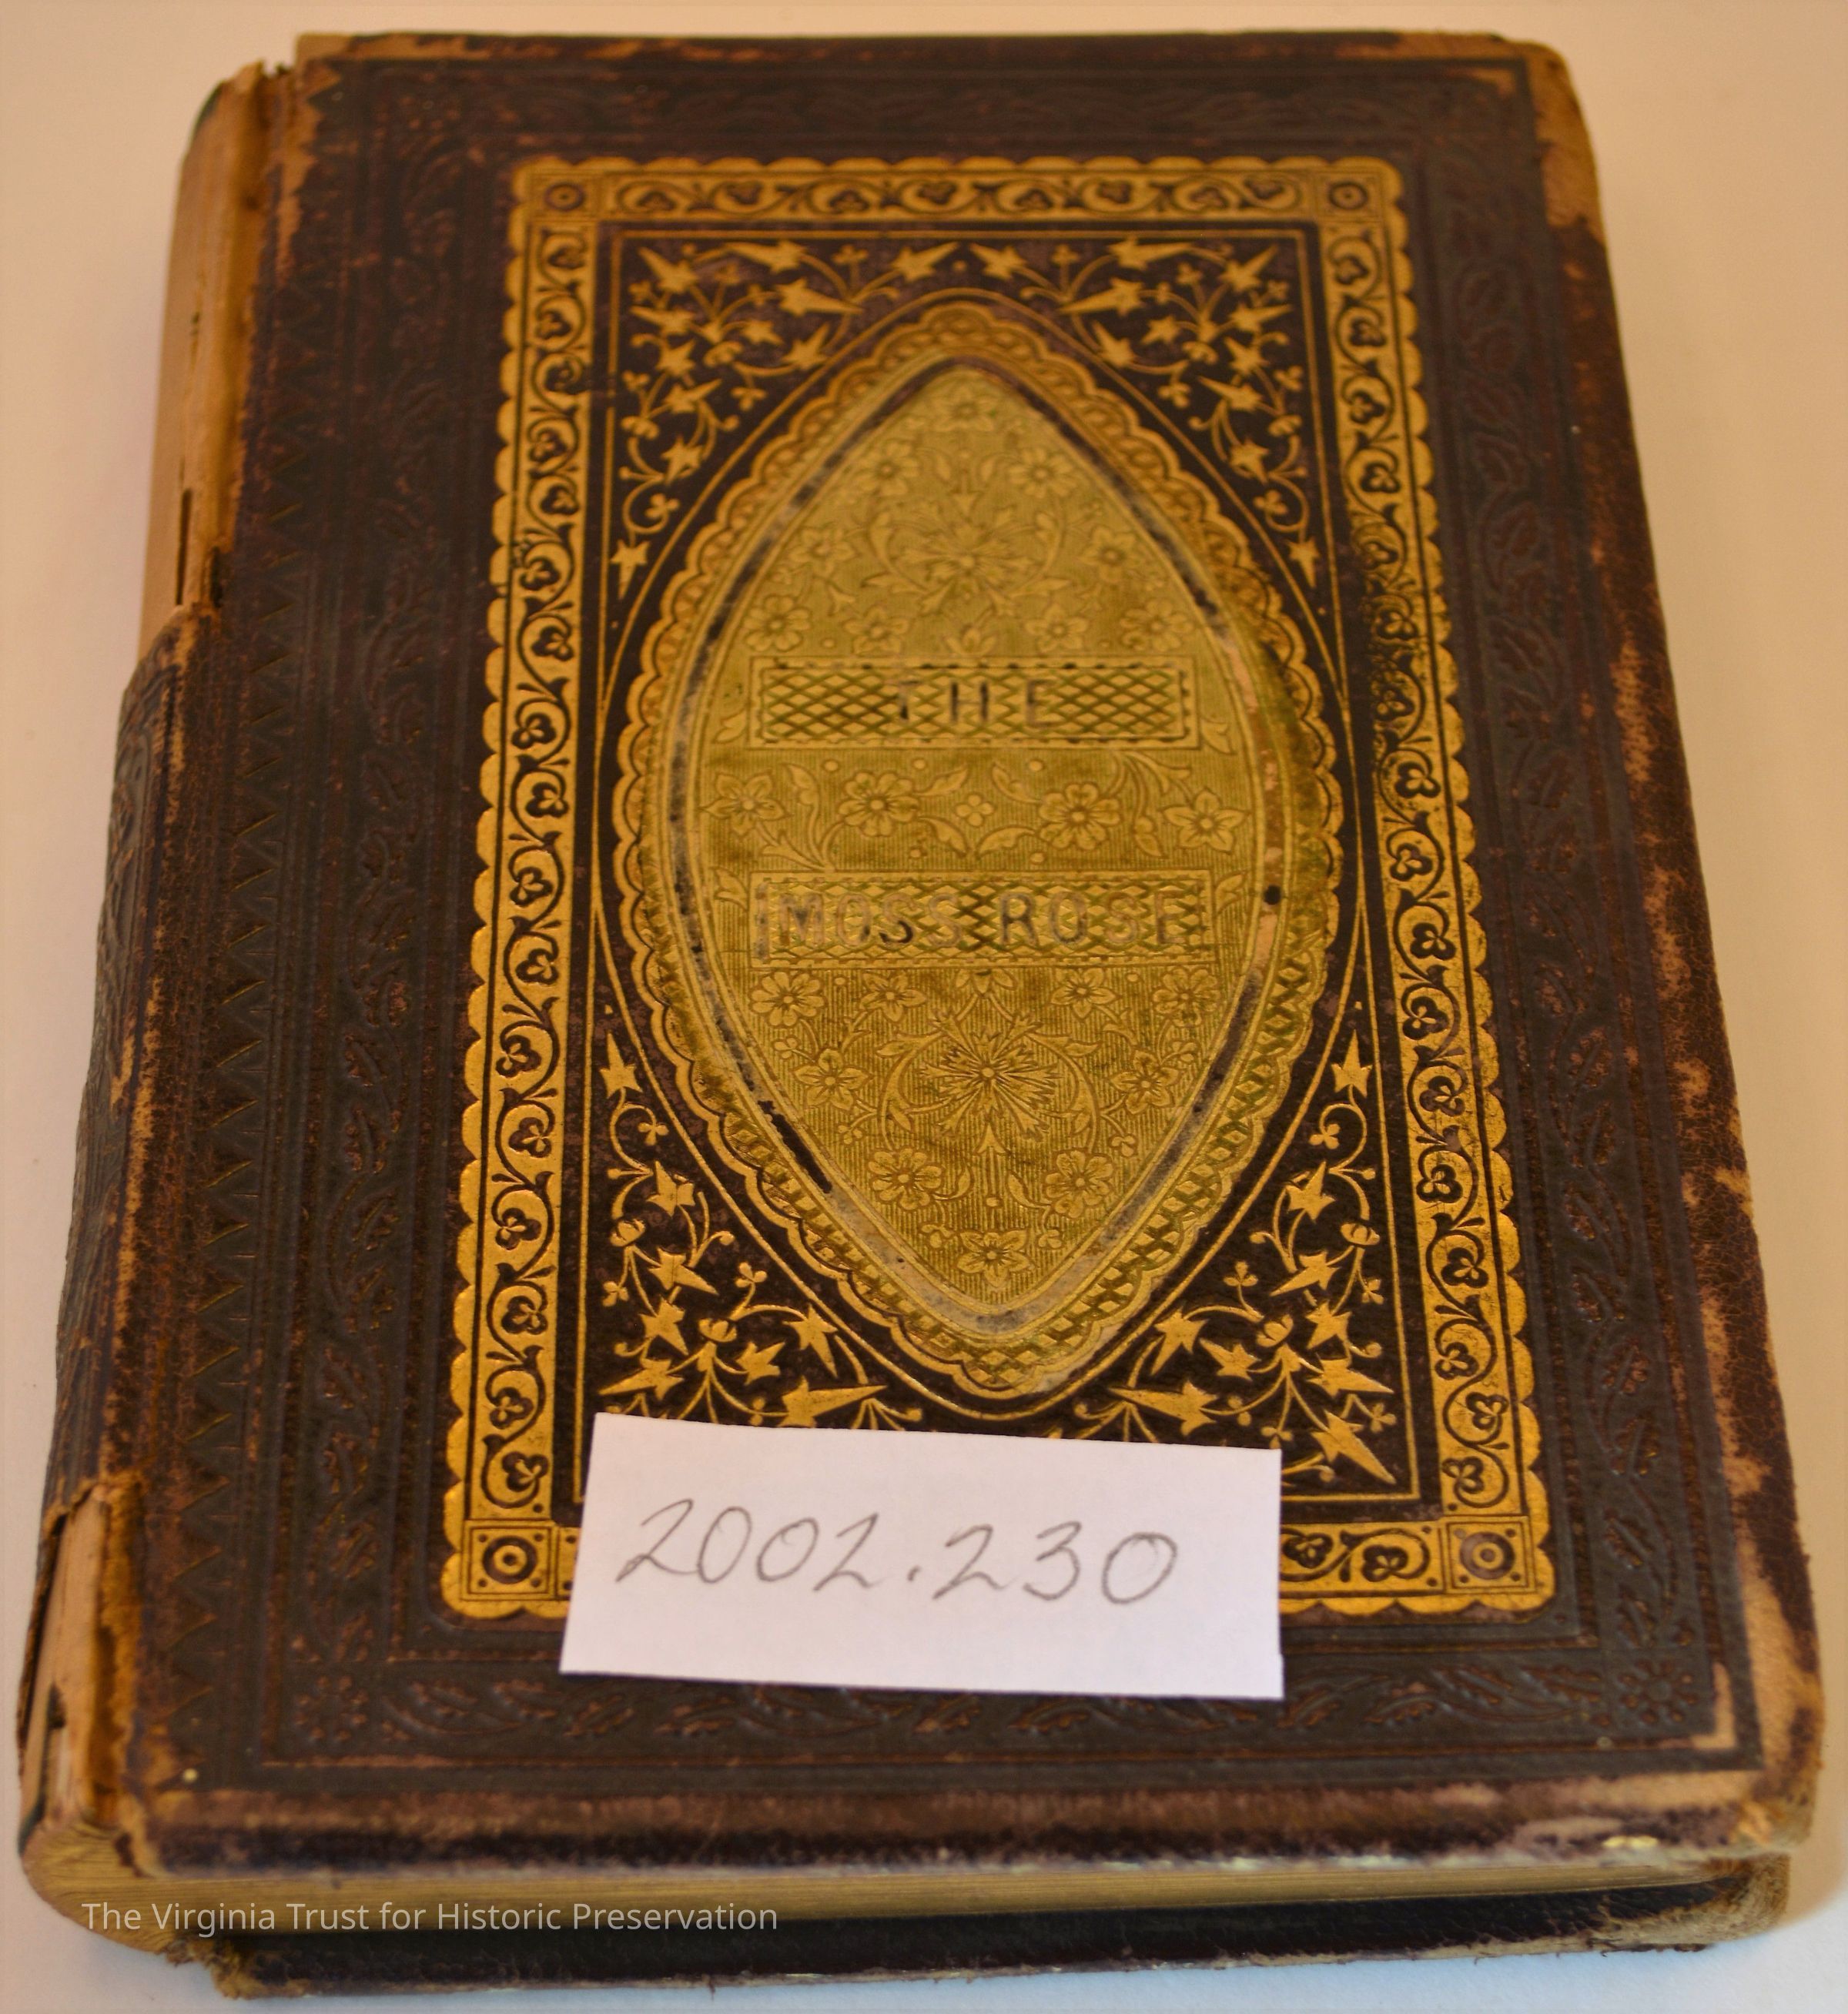 THE
MOSS ROSE
2002.230
The Virginia Trust for Historic Preservation